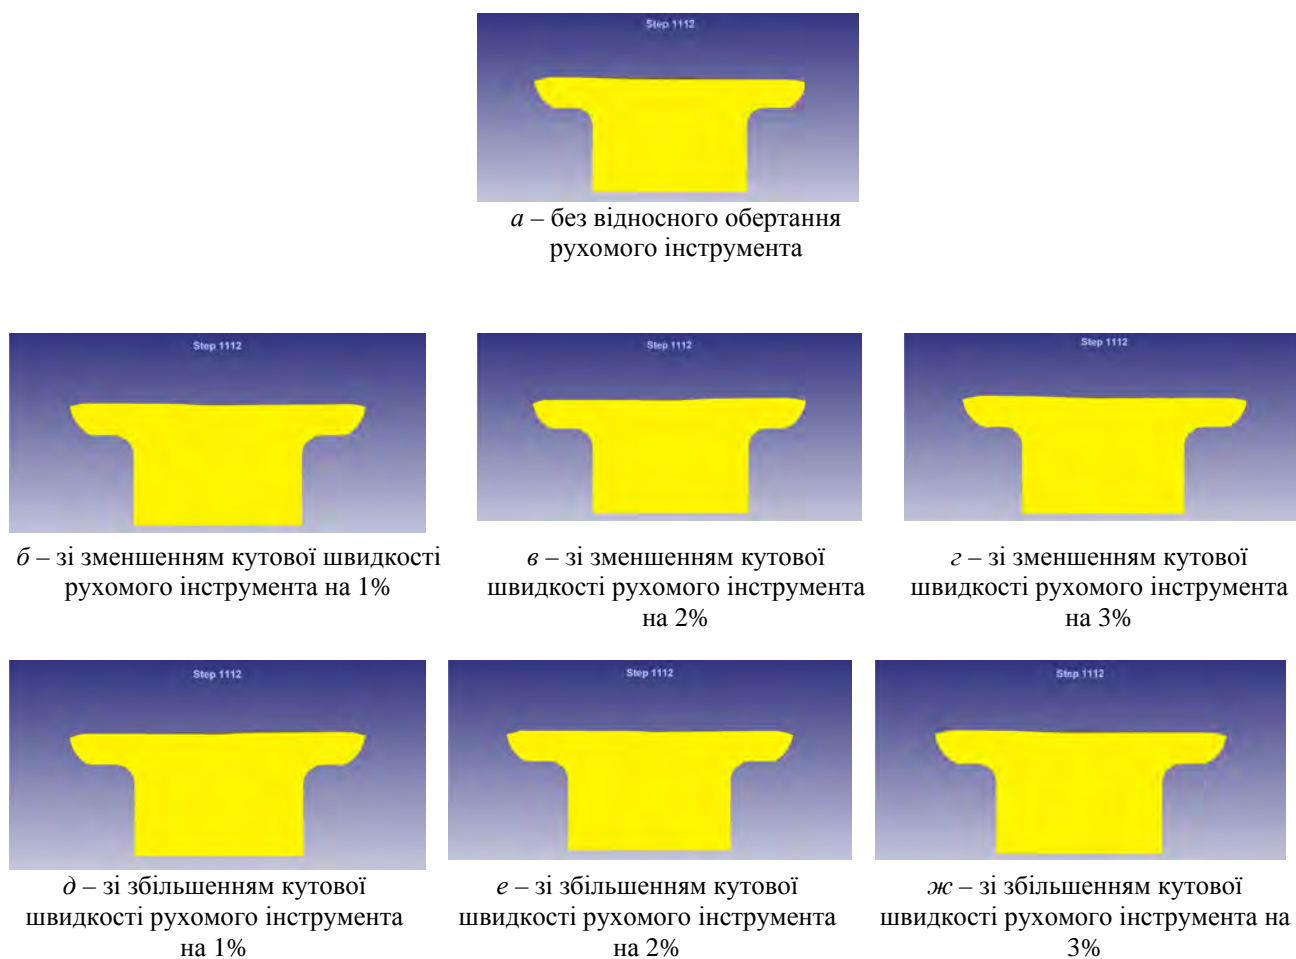 Step 1112
а – без відносного обертання
рухомого інструмента
Step 1112
б – зі зменшенням кутової швидкості
рухомого інструмента на 1%
Step 1112
в – зі зменшенням кутової
швидкості рухомого інструмента
на 2%
Step 1112
г – зі зменшенням кутової
швидкості рухомого інструмента
на 3%
Step 1112
д – зі збільшенням кутової
швидкості рухомого інструмента
на 1%
Step 1112
е – зі збільшенням кутової
швидкості рухомого інструмента
на 2%
Step 1112
ж – зі збільшенням кутової
швидкості рухомого інструмента на
3%